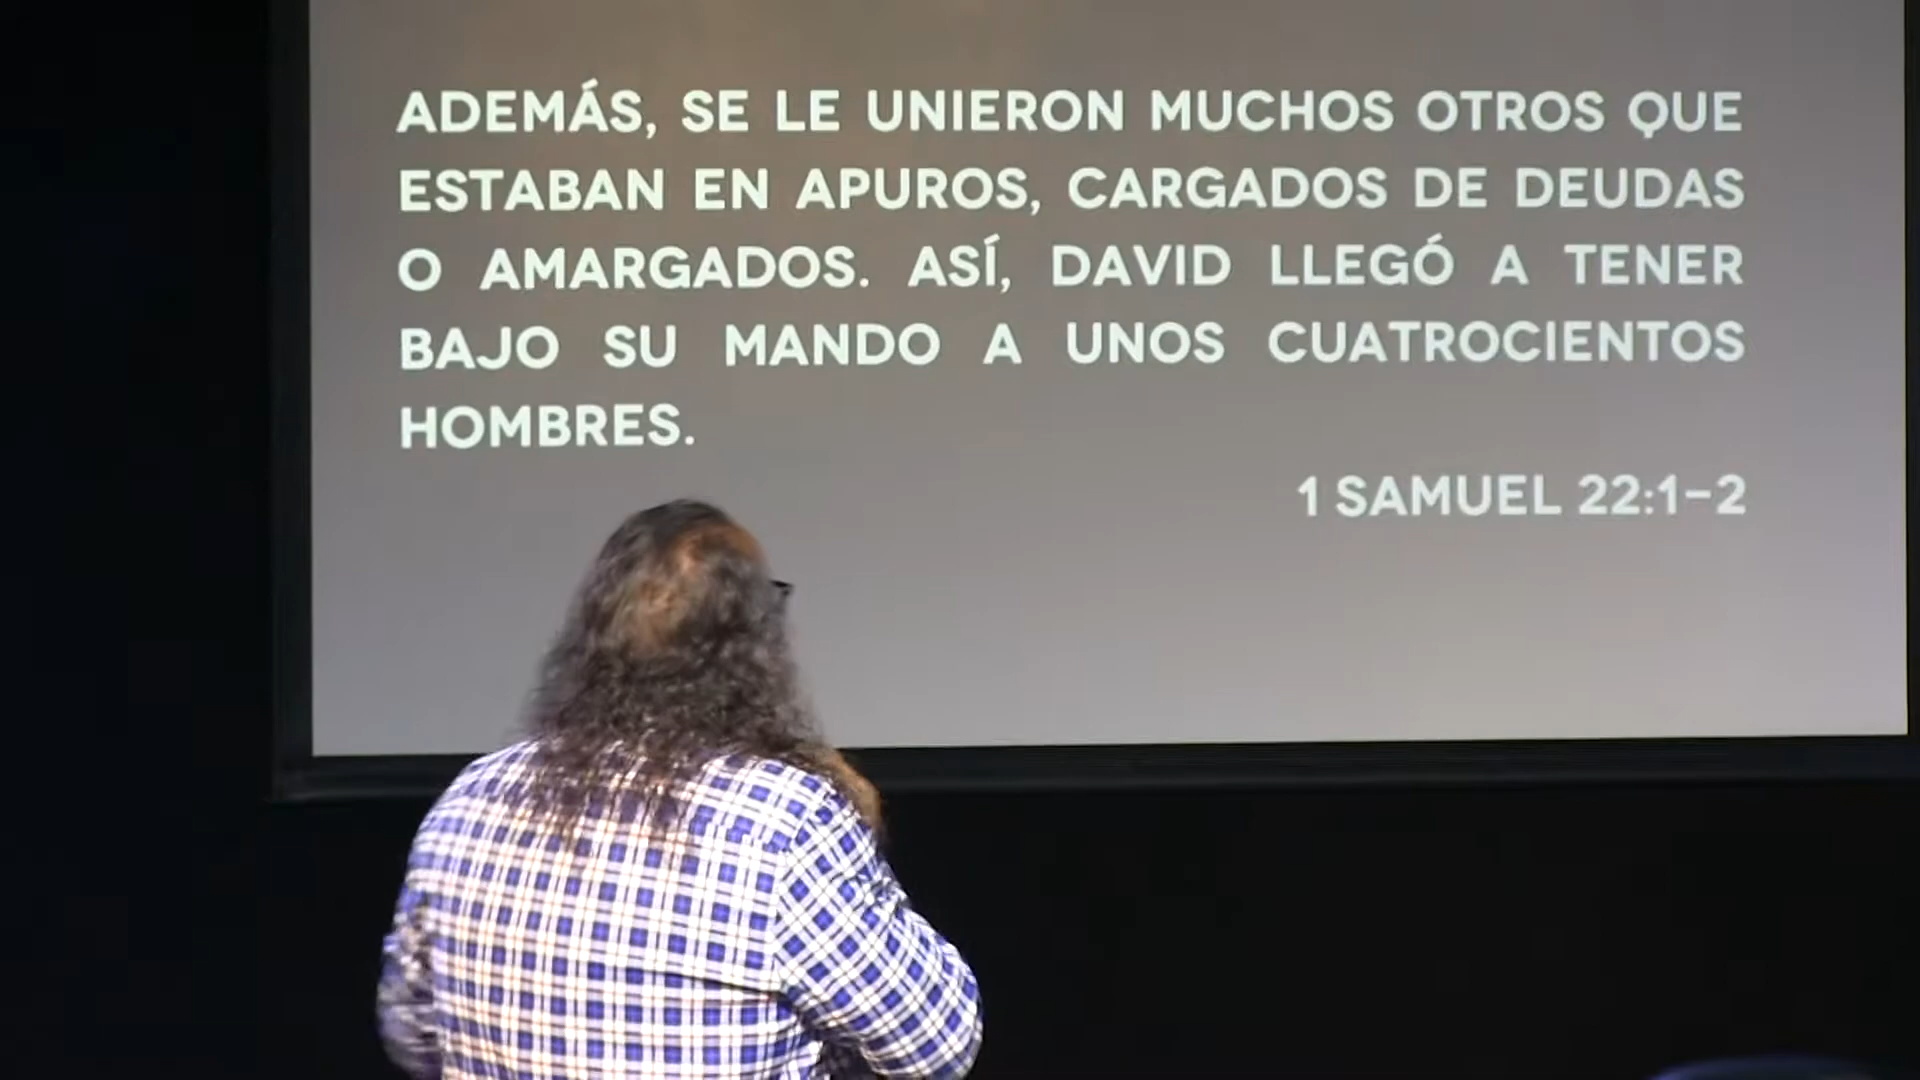 ADEMÁS, SE LE UNIERON MUCHOS OTROS QUE
ESTABAN EN APUROS, CARGADOS DE DEUDAS
O AMARGADOS. ASÍ, DAVID LLEGÓ A TENER
BAJO SU MANDO A UNOS CUATROCIENTOS
HOMBRES.
1 SAMUEL 22:1-2